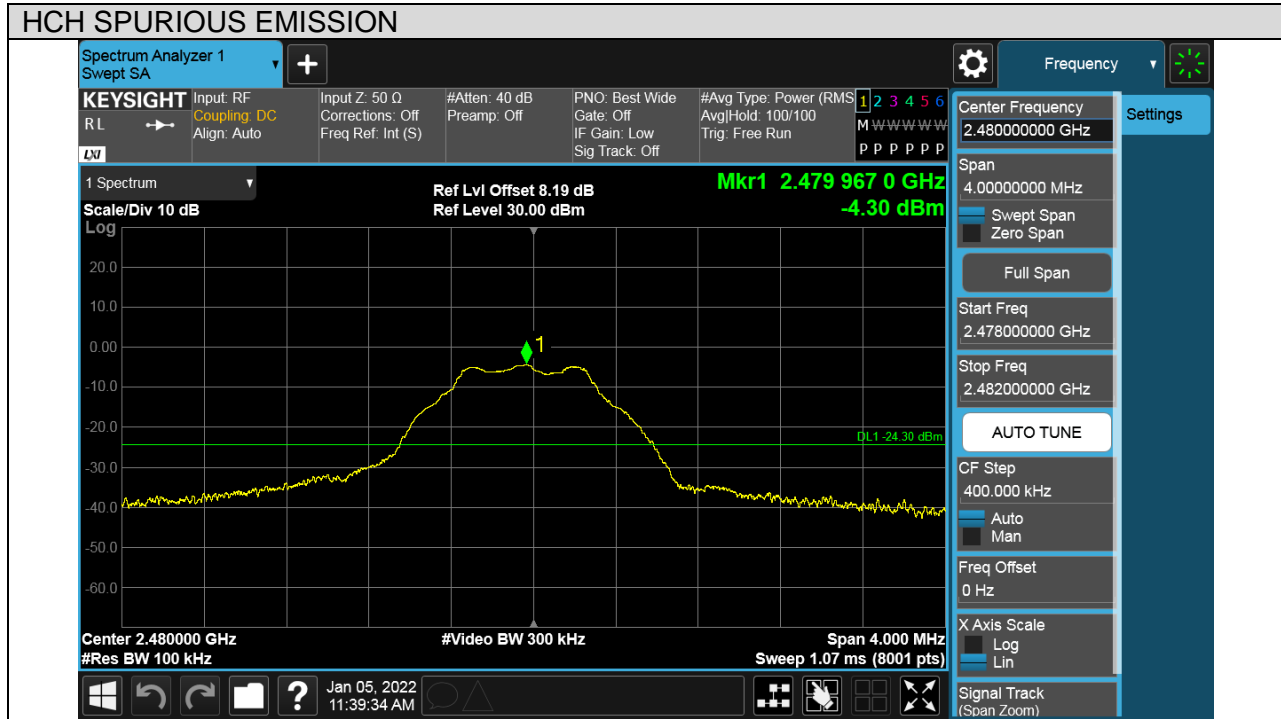 HCH SPURIOUS EMISSION
Spectrum Analyzer 1
Swept SA
+
Frequency
KEYSIGHT
RL
LXI
Input: RF
Coupling: DC
Align: Auto
Input Z: 50 Ω
Corrections: Off
Freq Ref: Int (S)
#Atten: 40 dB
Preamp: Off
PNO: Best Wide
Gate: Off
IF Gain: Low
Sig Track: Off
#Avg Type: Power (RMS
Avg|Hold: 100/100
Trig: Free Run
1 2 3 4 5 6
M W W W W W
P P P P P P
1 Spectrum
Scale/Div 10 dB
Log
Ref Lvl Offset 8.19 dB
Ref Level 30.00 dBm
Mkr1 2.479 967 0 GHz
-4.30 dBm
20.0
10.0
0.00
-10.0
-20.0
-30.0
-40.0
-50.0
-60.0
1
DL1 -24.30 dBm
Center 2.480000 GHz
#Res BW 100 kHz
#Video BW 300 kHz
Span 4.000 MHz
Sweep 1.07 ms (8001 pts)
?
Jan 05, 2022
11:39:34 AM
Center Frequency
2.480000000 GHz
Settings
Span
4.00000000 MHz
Swept Span
Zero Span
Full Span
Start Freq
2.478000000 GHz
Stop Freq
2.482000000 GHz
AUTO TUNE
CF Step
400.000 kHz
Auto
Man
Freq Offset
0 Hz
X Axis Scale
Log
Lin
Signal Track
(Span Zoom)